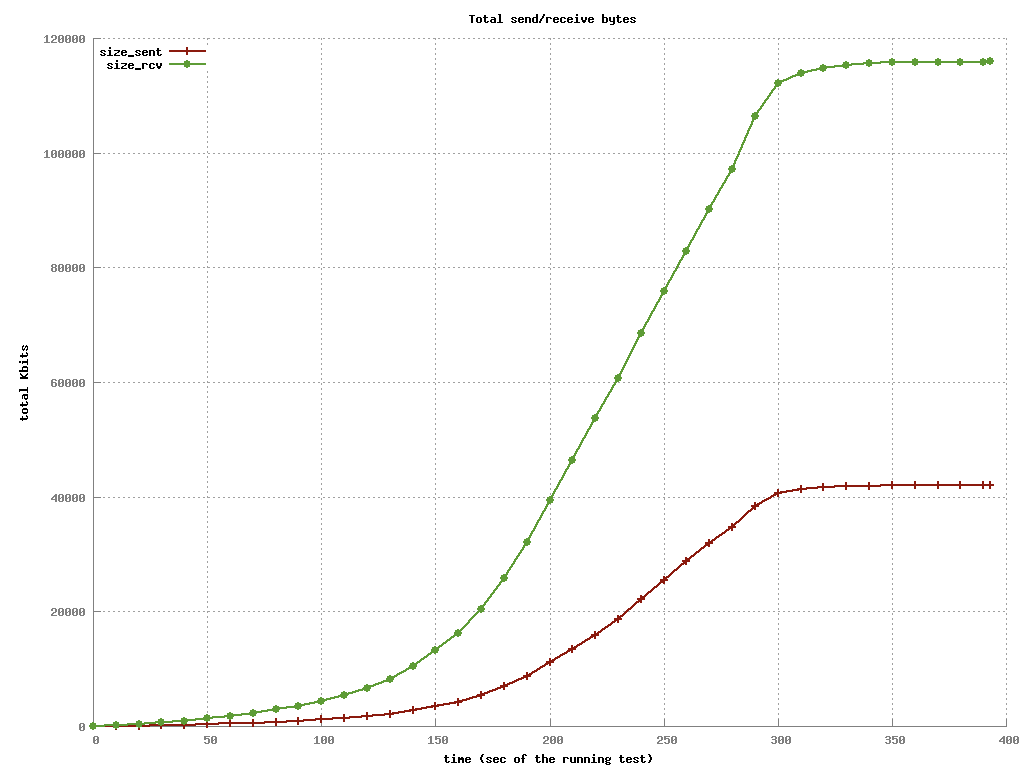 Total send/receive bytes
120000
size_sent
size_rcv
100000
80000
total Kbits
60000
40000
20000
0
0 50 100 150 200 250 300 350 400
time (sec of the running test)